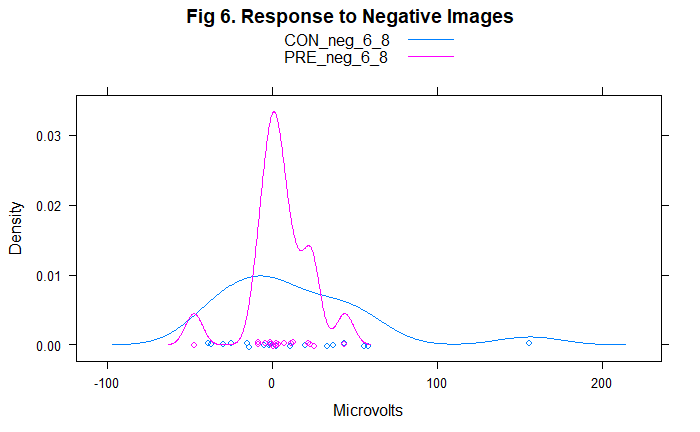 Fig 6. Response to Negative Images
CON_neg_6_8
PRE_neg_6_8
0.03
0.02
0.01
0.00
Density
-100 0 100 200
Microvolts